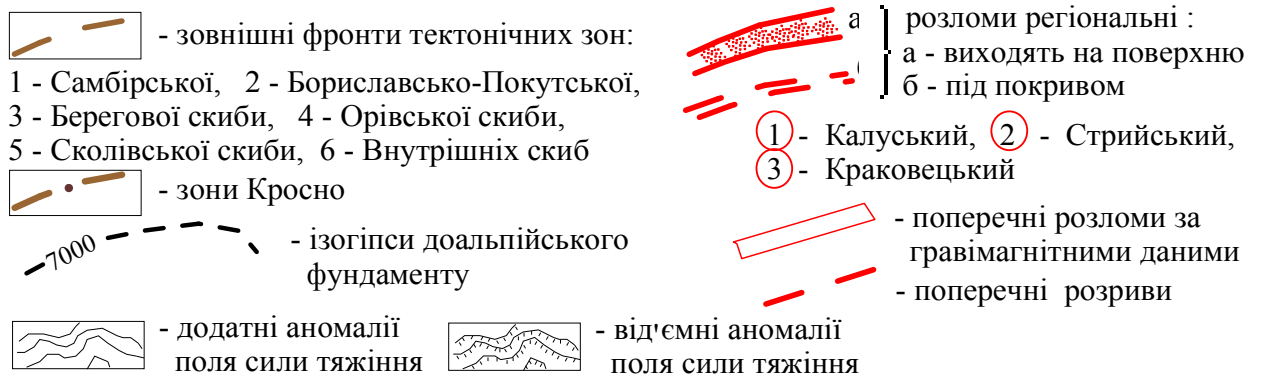 - зовнішні фронти тектонічних зон:
1 - Самбірської, 2 - Бориславсько-Покутської,
3 - Берегової скиби, 4 - Орівської скиби,
5 - Сколівської скиби, 6 - Внутрішніх скиб
- зони Кросно
7000
- ізогіпси доальпійського
фундаменту
- додатні аномалії
поля сили тяжіння
- від'ємні аномалії
поля сили тяжіння
а
розломи регіональні :
а - виходять на поверхню
б - під покривом
1 - Калуський, 2 - Стрийський,
3 - Краковецький
- поперечні розломи за
гравімагнітними даними
- поперечні розриви